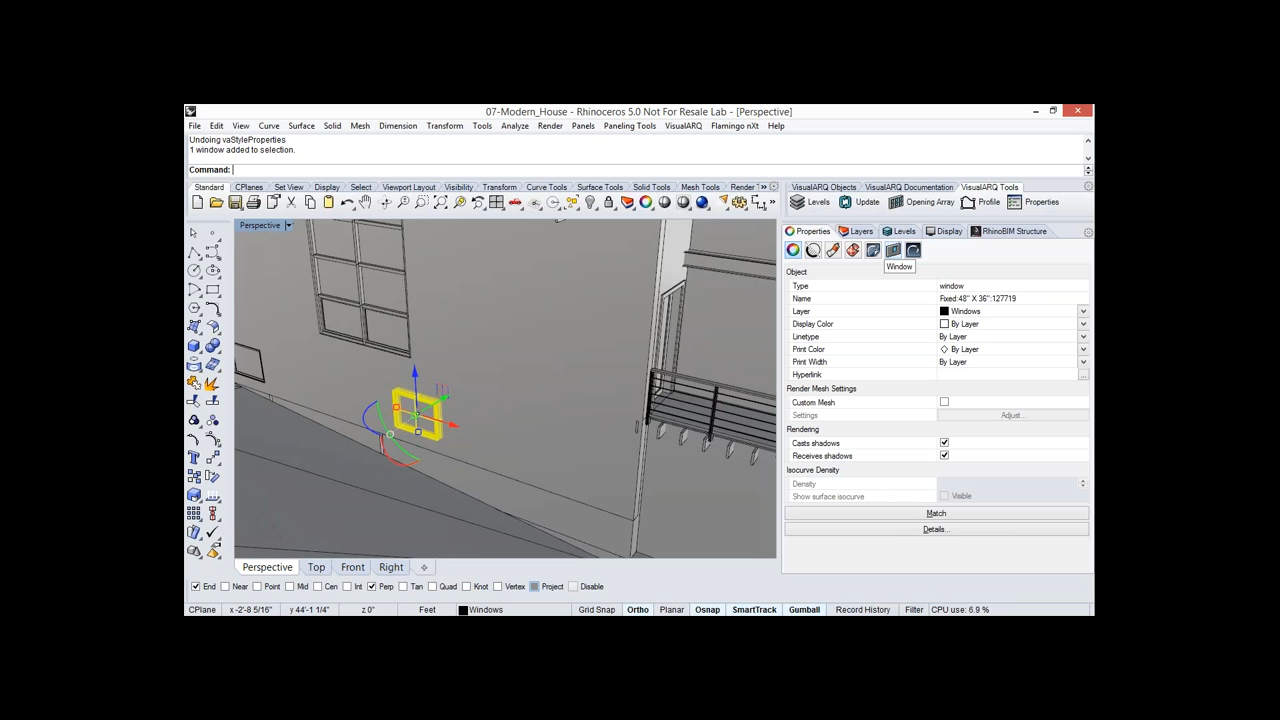 07-Modern_House - Rhinoceros 5.0 Not For Resale Lab - [Perspective]
File Edit View Curve Surface Solid Mesh Dimension Transform Tools Analyze Render Panels Paneling Tools VisualARQ Flamingo nXt Help
Undoing vaStyleProperties
1 window added to selection.
Command:
Standard CPlanes Set View Display Select Viewport Layout Visibility Transform Curve Tools Surface Tools Solid Tools Mesh Tools Render T
VisualARQ Objects VisualARQ Documentation VisualARQ Tools
Levels Update Opening Array Profile Properties
Perspective
Properties Layers Levels Display RhinoBIM Structure
Window
Object
Type window
Name Fixed:48" X 36":127719
Layer Windows
Display Color By Layer
Linetype By Layer
Print Color By Layer
Print Width By Layer
Hyperlink ...
Render Mesh Settings
Custom Mesh
Settings Adjust...
Rendering
Casts shadows
Receives shadows
Isocurve Density
Density
Show surface isocurve Visible
Match
Details...
Perspective Top Front Right
End Near Point Mid Cen Int Perp Tan Quad Knot Vertex Project Disable
CPlane x -2'-8 5/16" y 44'-1 1/4" z 0" Feet Windows Grid Snap Ortho Planar Osnap SmartTrack Gumball Record History Filter CPU use: 6.9 %